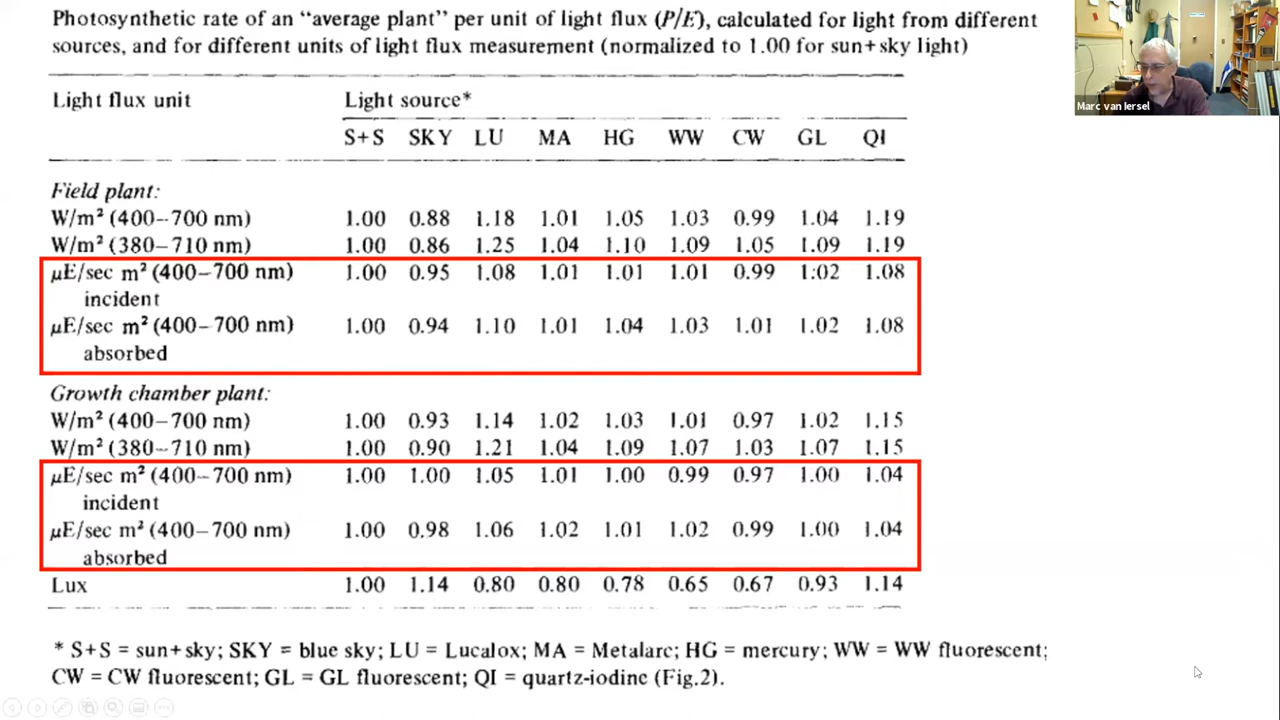 Photosynthetic rate of an “average plant” per unit of light flux (P/E), calculated for light from different
sources, and for different units of light flux measurement (normalized to 1.00 for sun+sky light)
Marc van Iersel
Light flux unit Light source*
S+S SKY LU MA HG WW CW GL QI
Field plant:
W/m² (400–700 nm) 1.00 0.88 1.18 1.01 1.05 1.03 0.99 1.04 1.19
W/m² (380–710 nm) 1.00 0.86 1.25 1.04 1.10 1.09 1.05 1.09 1.19
μE/sec m² (400–700 nm) 1.00 0.95 1.08 1.01 1.01 1.01 0.99 1:02 1.08
incident
μE/sec m² (400–700 nm) 1.00 0.94 1.10 1.01 1.04 1.03 1.01 1.02 1.08
absorbed
Growth chamber plant:
W/m² (400–700 nm) 1.00 0.93 1.14 1.02 1.03 1.01 0.97 1.02 1.15
W/m² (380–710 nm) 1.00 0.90 1.21 1.04 1.09 1.07 1.03 1.07 1.15
μE/sec m² (400–700 nm) 1.00 1.00 1.05 1.01 1.00 0.99 0.97 1.00 1.04
incident
μE/sec m² (400–700 nm) 1.00 0.98 1.06 1.02 1.01 1.02 0.99 1.00 1.04
absorbed
Lux 1.00 1.14 0.80 0.80 0.78 0.65 0.67 0.93 1.14
* S+S = sun+sky; SKY = blue sky; LU = Lucalox; MA = Metalarc; HG = mercury; WW = WW fluorescent;
CW = CW fluorescent; GL = GL fluorescent; QI = quartz-iodinc (Fig.2).